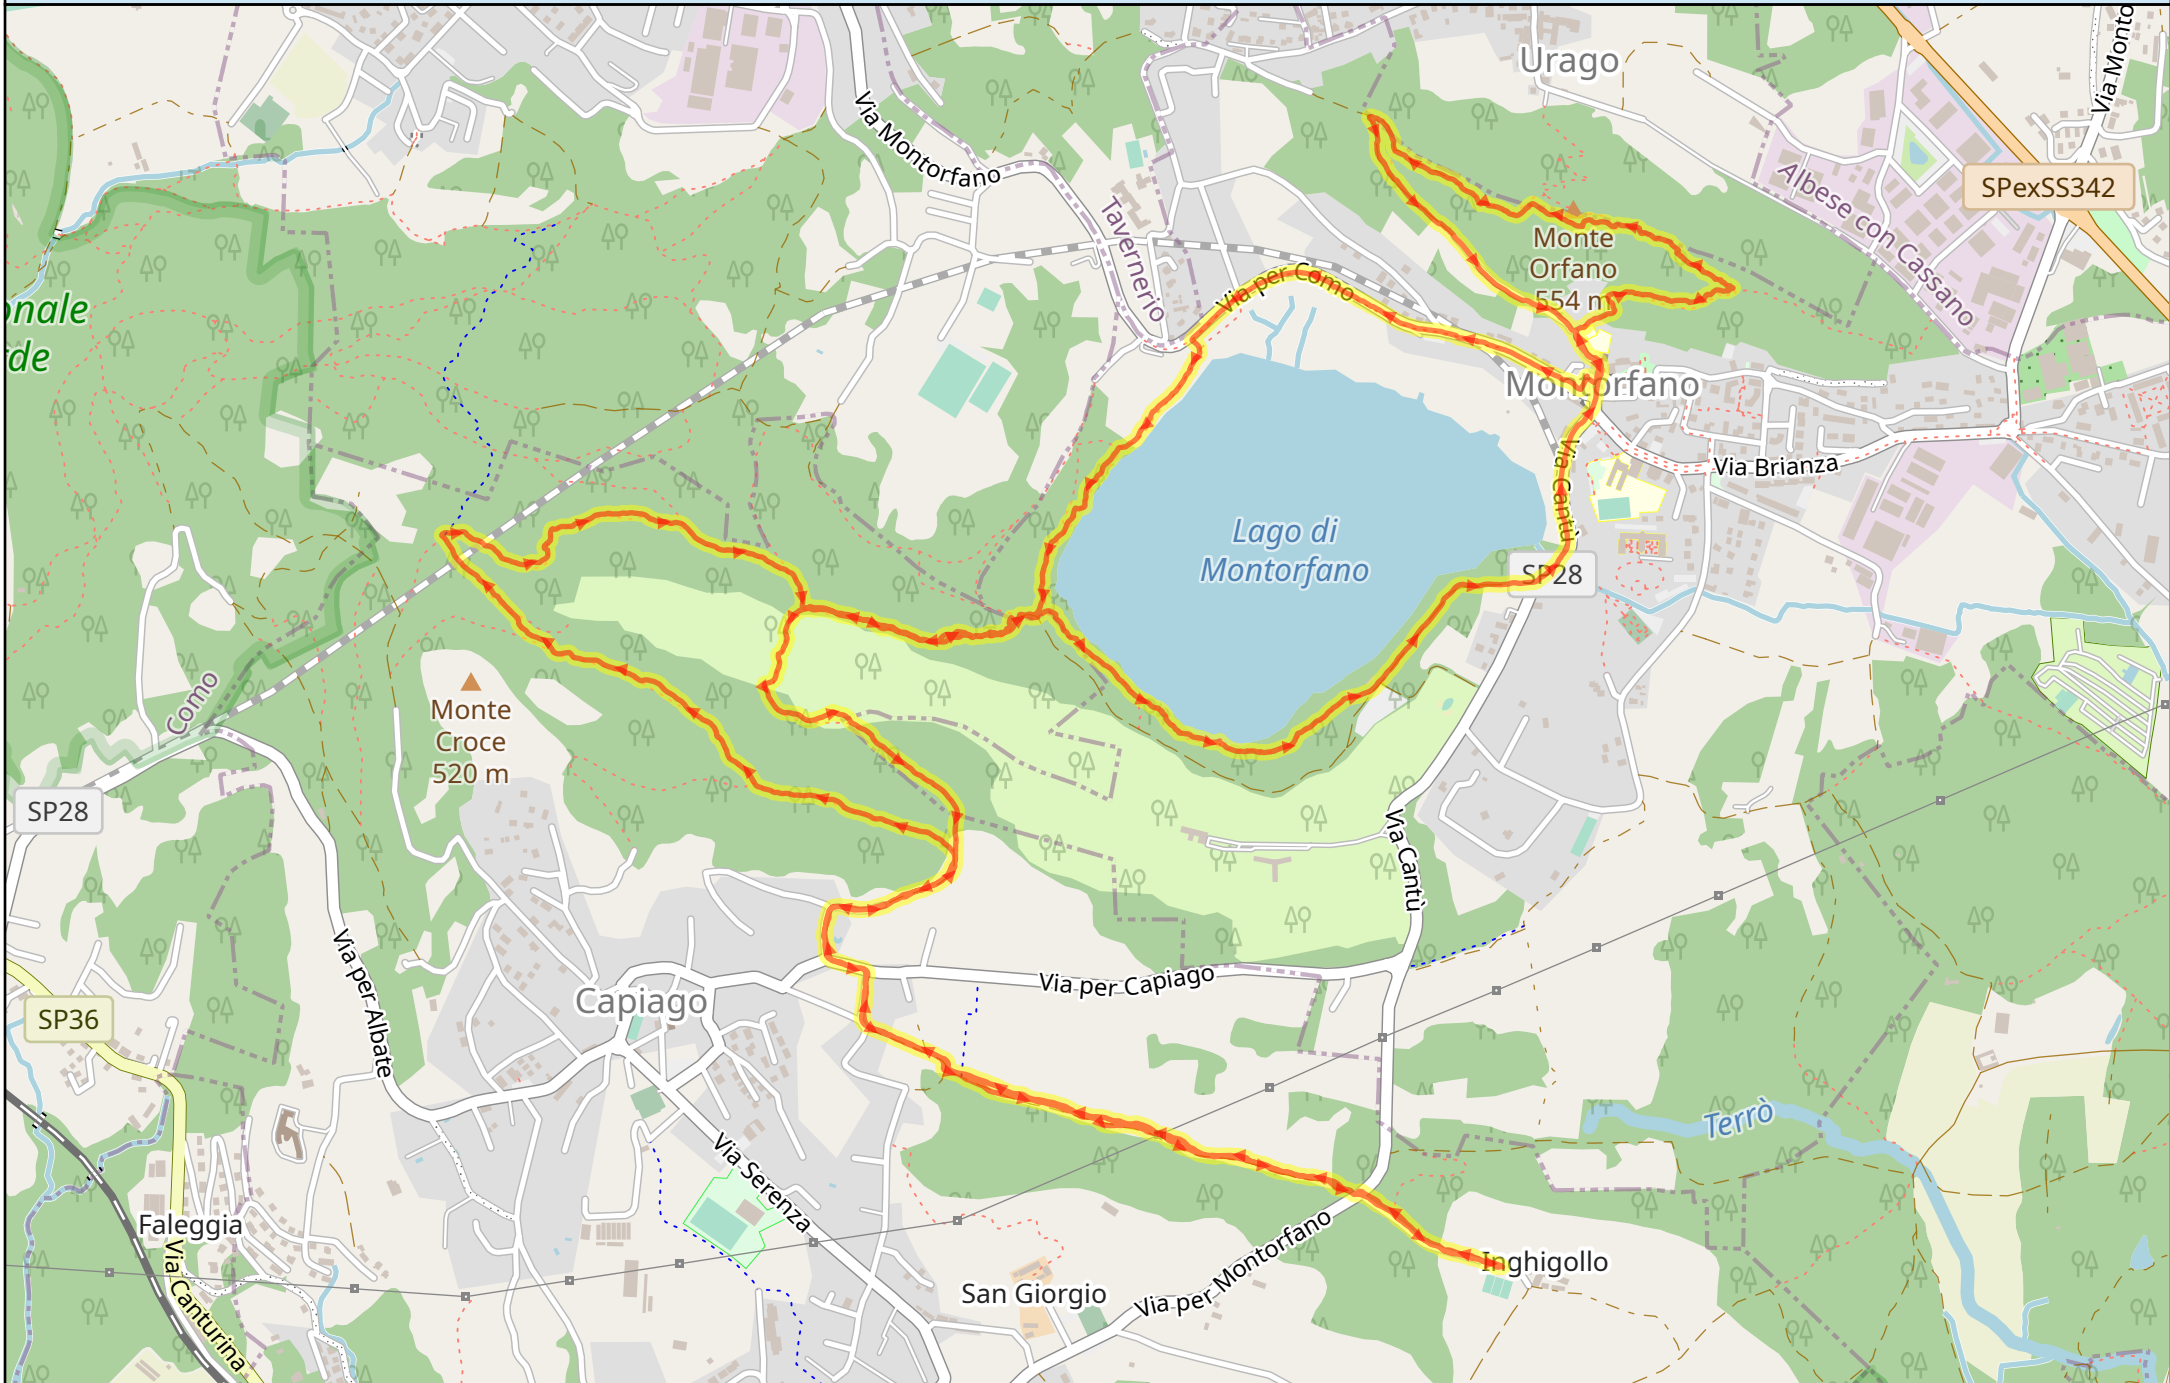 Urago
Via Monto
Via Montorfano
SPexSS342
Albese con Cassano
Tavernerio
Monte
Orfano
554 m
Via per Como
onale
rde
Montorfano
Via Brianza
Via Cantù
Lago di
Montorfano
SP28
Como
Monte
Croce
520 m
SP28
Via Cantù
Via per Albate
Via per Capiago
Capiago
SP36
Terrò
Via Serenza
Faleggia
Via Canturina
San Giorgio
Via per Montorfano
Inghigollo